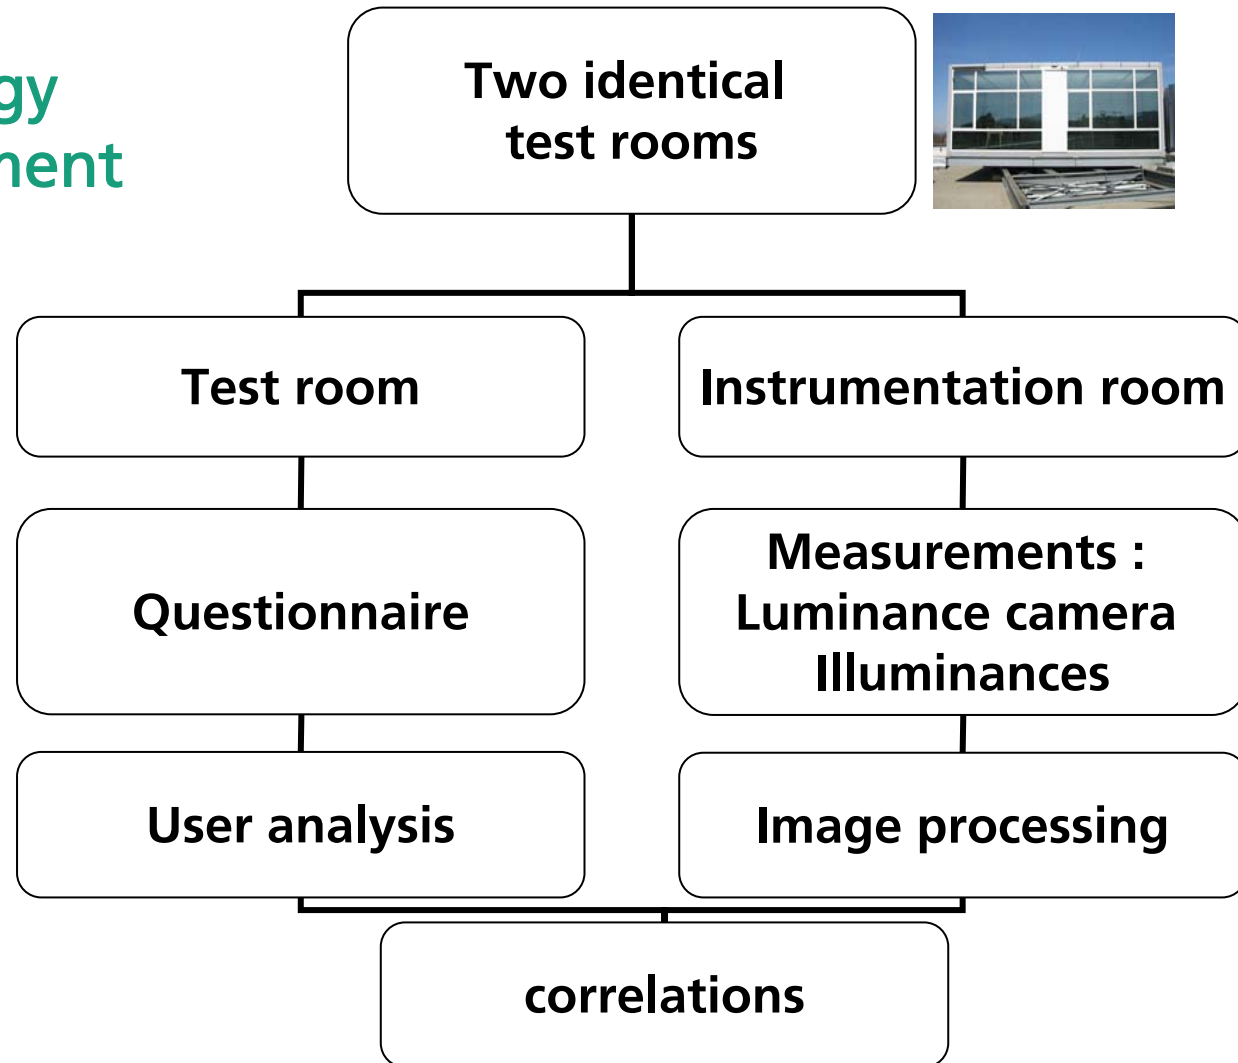 Two identical
test rooms
Test room
Instrumentation room
Questionnaire
Measurements :
Luminance camera
Illuminances
User analysis
Image processing
correlations